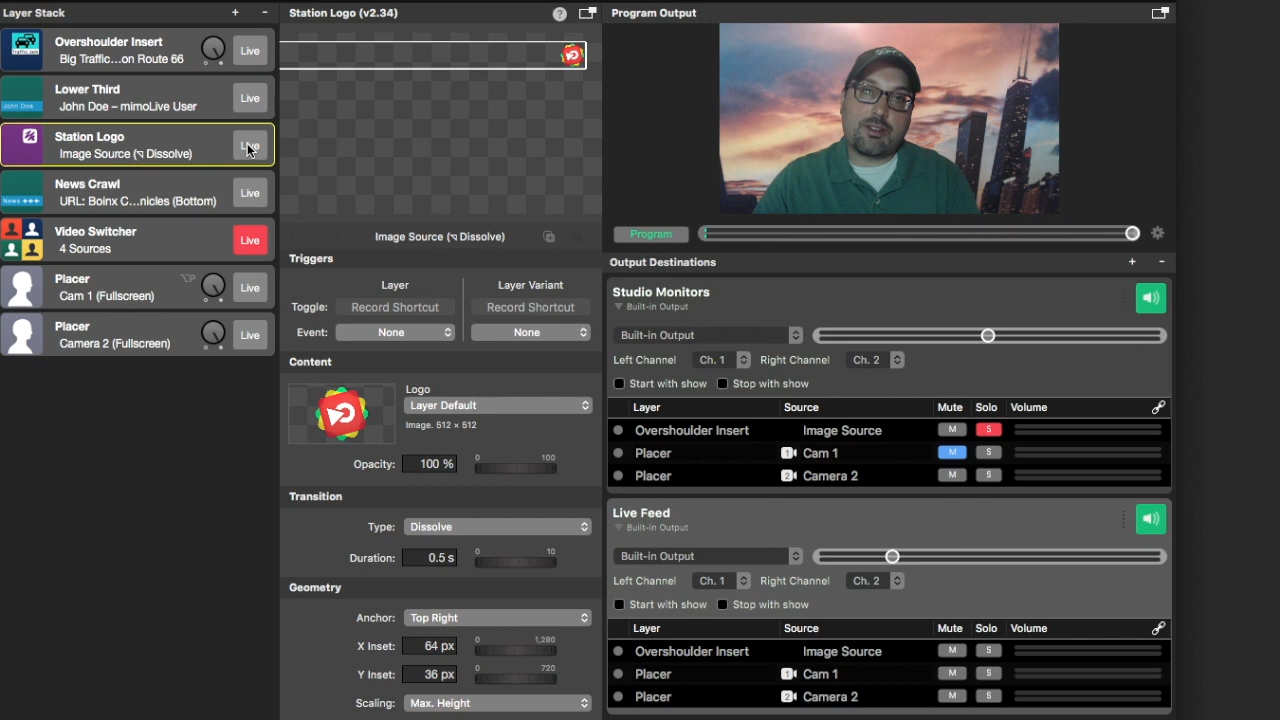 Layer Stack
+
-
Overshoulder Insert
Big Traffic...on Route 66
Live
Lower Third
John Doe – mimoLive User
Live
John Doe
Station Logo
Image Source (ৎ Dissolve)
News Crawl
URL: Boinx C...nicles (Bottom)
Live
News +++
Video Switcher
4 Sources
Live
Placer
Cam 1 (Fullscreen)
⌥P
Live
Placer
Camera 2 (Fullscreen)
Live
Station Logo (v2.34)
?
Image Source (ৎ Dissolve)
Triggers
Layer
Layer Variant
Toggle:
Record Shortcut
Record Shortcut
Event:
None
None
Content
Logo
Layer Default
Image. 512 × 512
Opacity:
100 %
0
100
Transition
Type:
Dissolve
Duration:
0.5 s
0
10
Geometry
Anchor:
Top Right
X Inset:
64 px
0
1,280
Y Inset:
36 px
0
720
Scaling:
Max. Height
Program Output
Program
Output Destinations
+
-
Studio Monitors
Built-in Output
Built-in Output
Left Channel
Ch. 1
Right Channel
Ch. 2
Start with show
Stop with show
Layer
Source
Mute
Solo
Volume
Overshoulder Insert
Image Source
M
S
Placer
1
Cam 1
M
S
Placer
2
Camera 2
M
S
Live Feed
Built-in Output
Built-in Output
Left Channel
Ch. 1
Right Channel
Ch. 2
Start with show
Stop with show
Layer
Source
Mute
Solo
Volume
Overshoulder Insert
Image Source
M
S
Placer
1
Cam 1
M
S
Placer
2
Camera 2
M
S